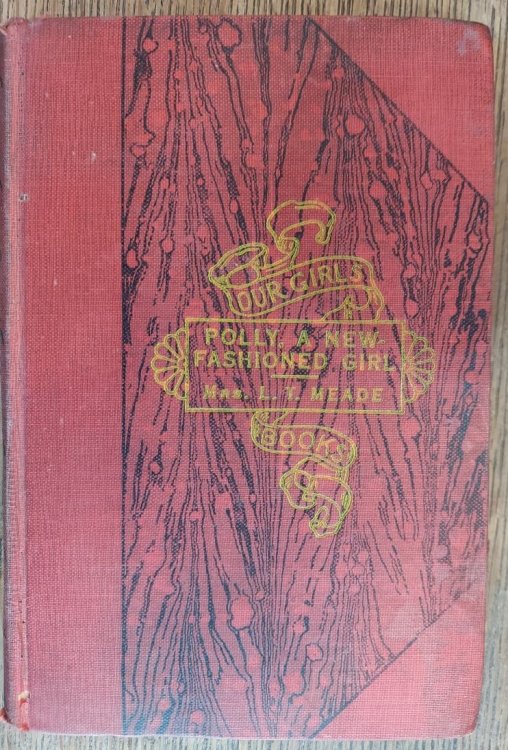 OUR GIRLS
POLLY, A NEW-
FASHIONED GIRL
MRS. L. T. MEADE
BOOKS